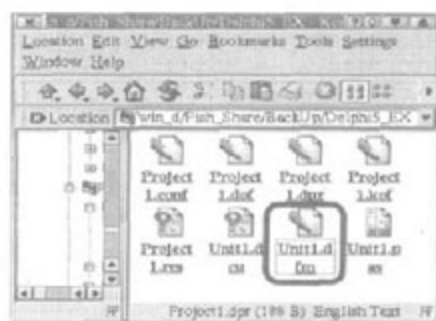 Location Edit View Go Bookmarks Tools Settings
Window Help
Location /win_d/Fish_Share/BackUp/Delphi5_EX
Project Project Project Project
1.conf 1.dof 1.dpr 1.kof
Project Unit1.d Unit1.d Unit1.p
1.res cu fm as
Project1.dpr (186 B) English Text